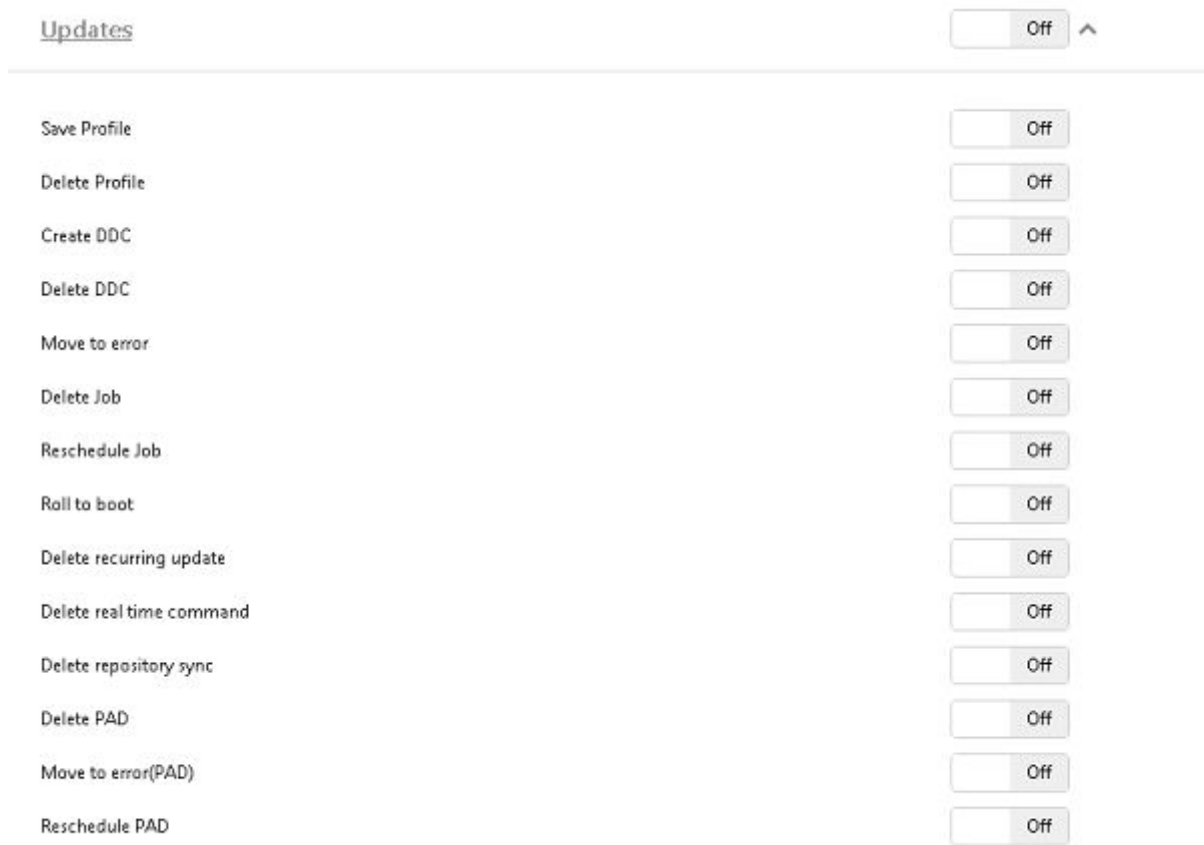 Updates Off
Save Profile Off
Delete Profile Off
Create DDC Off
Delete DDC Off
Move to error Off
Delete Job Off
Reschedule Job Off
Roll to boot Off
Delete recurring update Off
Delete real time command Off
Delete repository sync Off
Delete PAD Off
Move to error(PAD) Off
Reschedule PAD Off